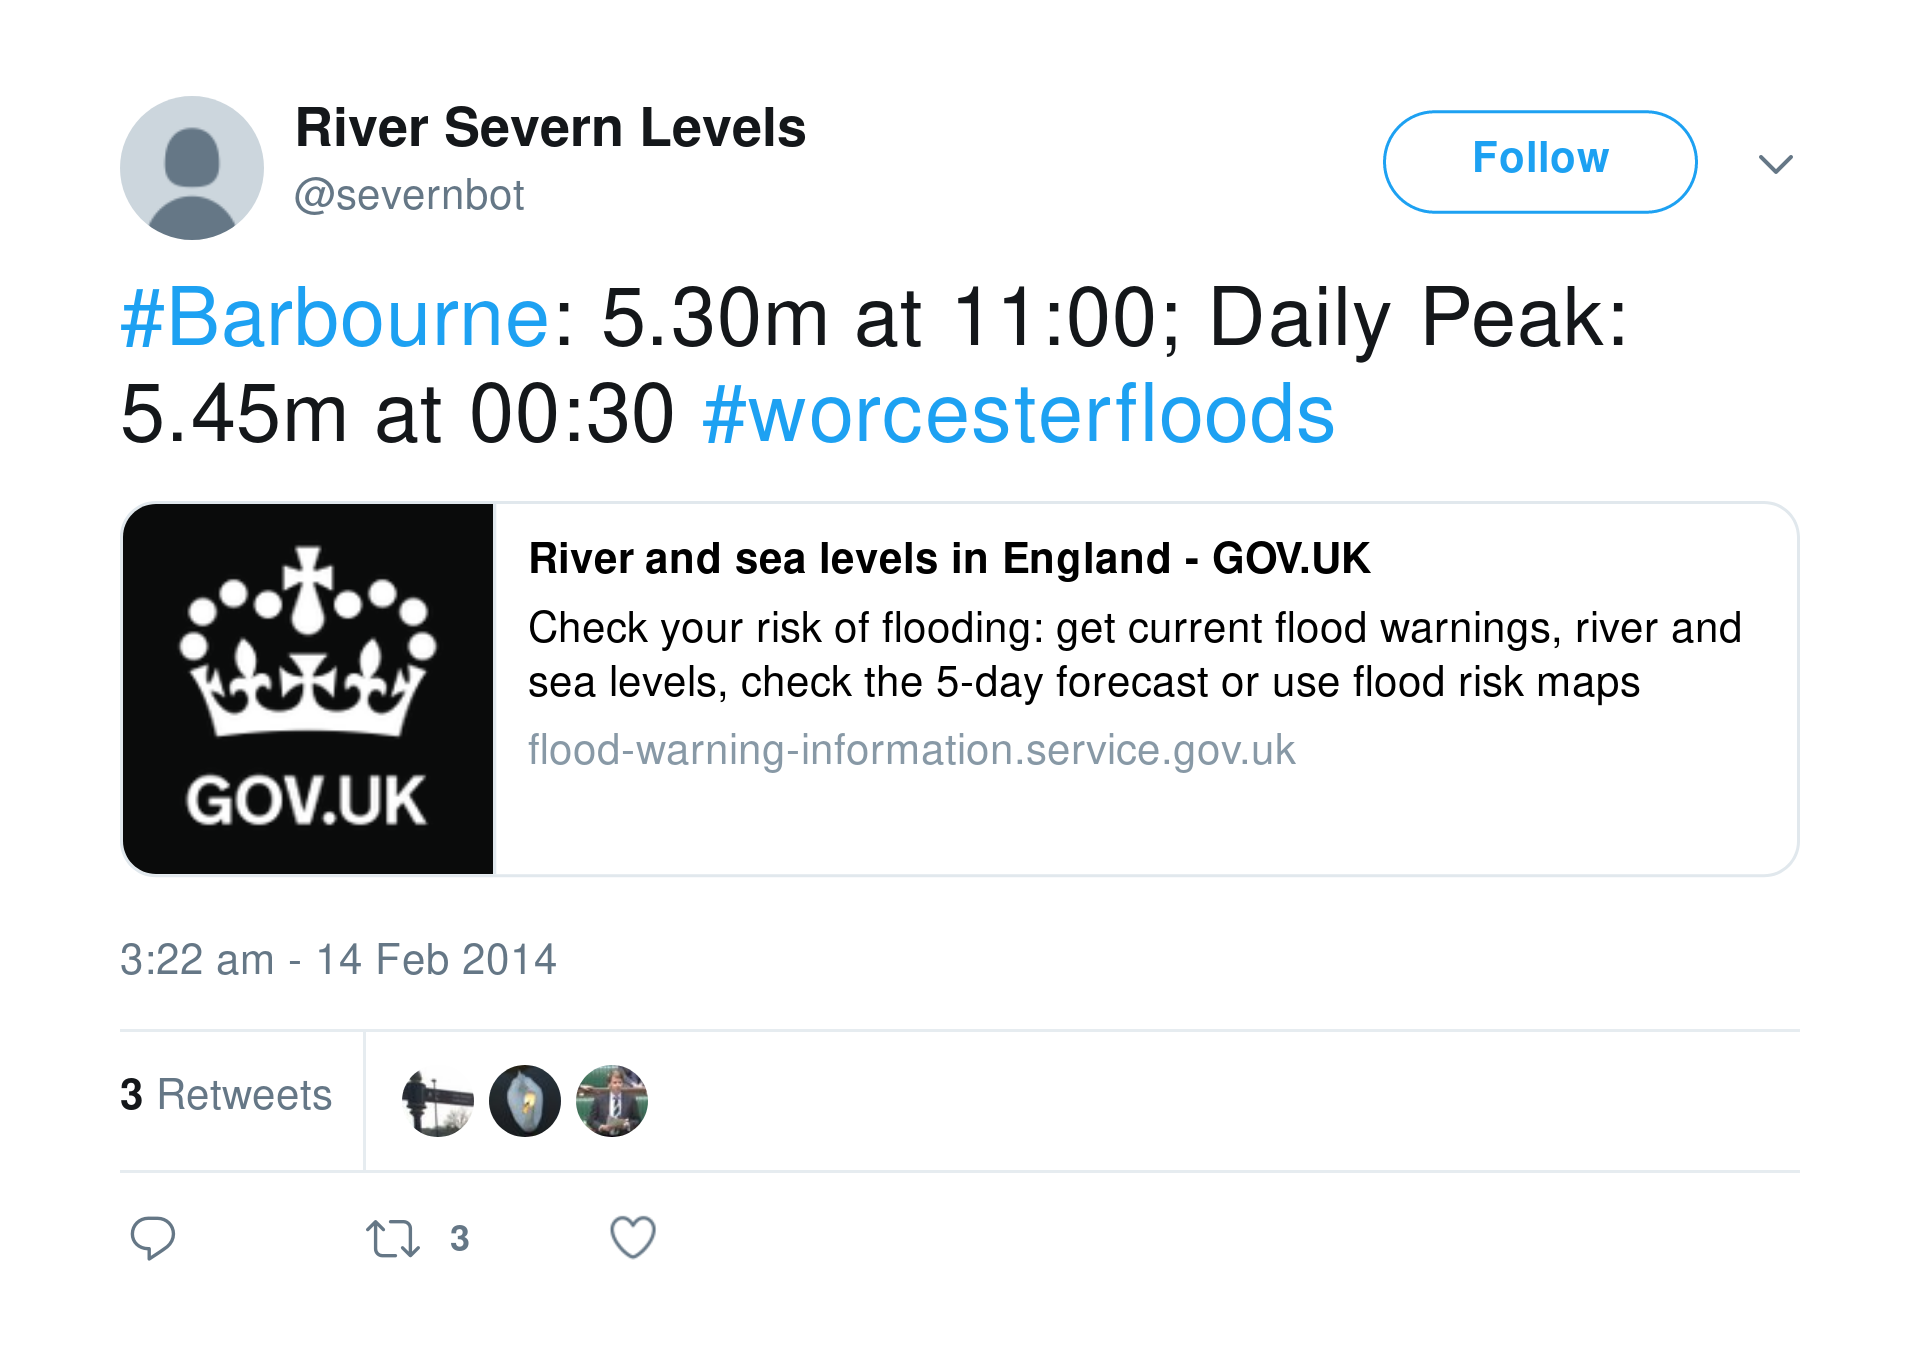 River Severn Levels
@severnbot
Follow
#Barbourne: 5.30m at 11:00; Daily Peak:
5.45m at 00:30 #worcesterfloods
GOV.UK
River and sea levels in England - GOV.UK
Check your risk of flooding: get current flood warnings, river and
sea levels, check the 5-day forecast or use flood risk maps
flood-warning-information.service.gov.uk
3:22 am - 14 Feb 2014
3 Retweets
3